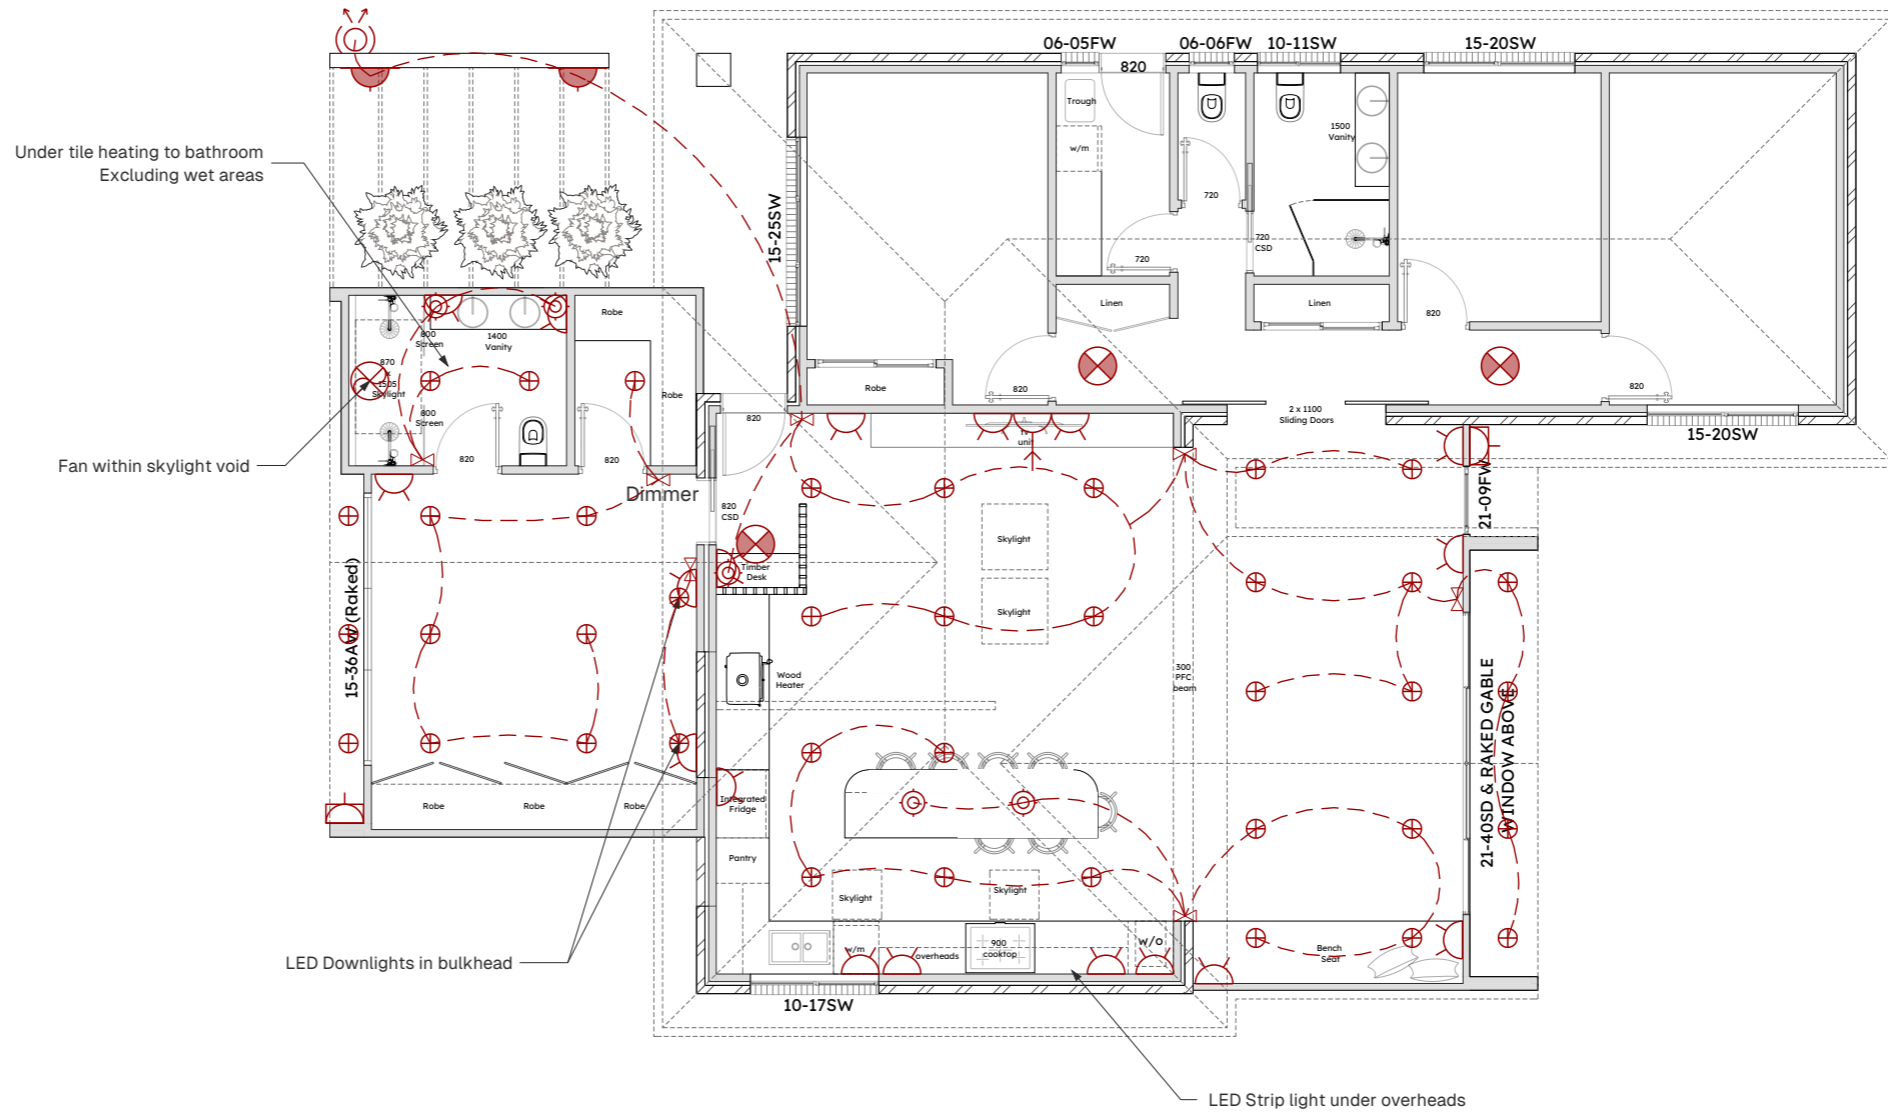 06-05FW
06-06FW
10-11SW
15-20SW
820
Trough
w/m
1500
Vanity
720
720
CSD
720
Under tile heating to bathroom
Excluding wet areas
15-25SW
Linen
Linen
820
Robe
800
Screen
1400
Vanity
870
x
1505
Skylight
Robe
Robe
820
820
820
800
Screen
820
820
2 x 1100
Sliding Doors
15-20SW
unit
Fan within skylight void
820
820
Dimmer
820
CSD
21-09FW
Skylight
Timber
Desk
Skylight
15-36AW (Raked)
Wood
Heater
300
PFC
beam
21-40SD & RAKED GABLE
WINDOW ABOVE
Robe
Robe
Robe
Integrated
Fridge
Pantry
Skylight
Skylight
w/m
overheads
900
cooktop
w/o
Bench
Seat
LED Downlights in bulkhead
10-17SW
LED Strip light under overheads